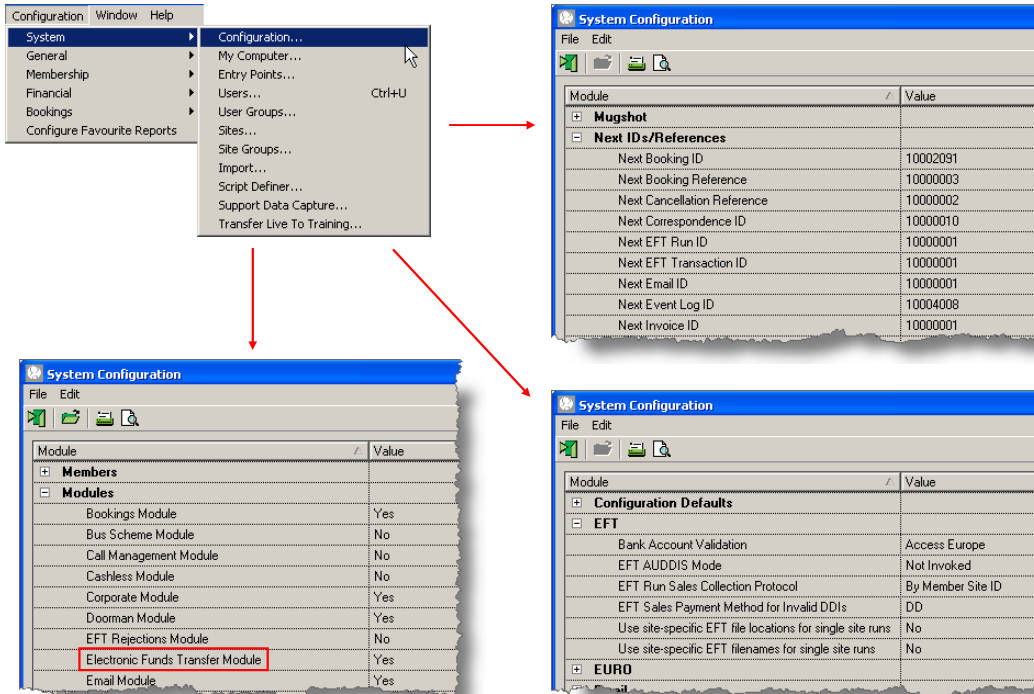 Configuration Window Help
System
General
Membership
Financial
Bookings
Configure Favourite Reports
Configuration...
My Computer...
Entry Points...
Users... Ctrl+U
User Groups...
Sites...
Site Groups...
Import...
Script Definer...
Support Data Capture...
Transfer Live To Training...
System Configuration
File Edit
Module Value
Mugshot
Next IDs/References
Next Booking ID 10002091
Next Booking Reference 10000003
Next Cancellation Reference 10000002
Next Correspondence ID 10000010
Next EFT Run ID 10000001
Next EFT Transaction ID 10000001
Next Email ID 10000001
Next Event Log ID 10004008
Next Invoice ID 10000001
System Configuration
File Edit
Module Value
Members
Modules
Bookings Module Yes
Bus Scheme Module No
Call Management Module No
Cashless Module No
Corporate Module Yes
Doorman Module Yes
EFT Rejections Module No
Electronic Funds Transfer Module Yes
Email Module Yes
System Configuration
File Edit
Module Value
Configuration Defaults
EFT
Bank Account Validation Access Europe
EFT AUDDIS Mode Not Invoked
EFT Run Sales Collection Protocol By Member Site ID
EFT Sales Payment Method for Invalid DDIs DD
Use site-specific EFT file locations for single site runs No
Use site-specific EFT filenames for single site runs No
EURO